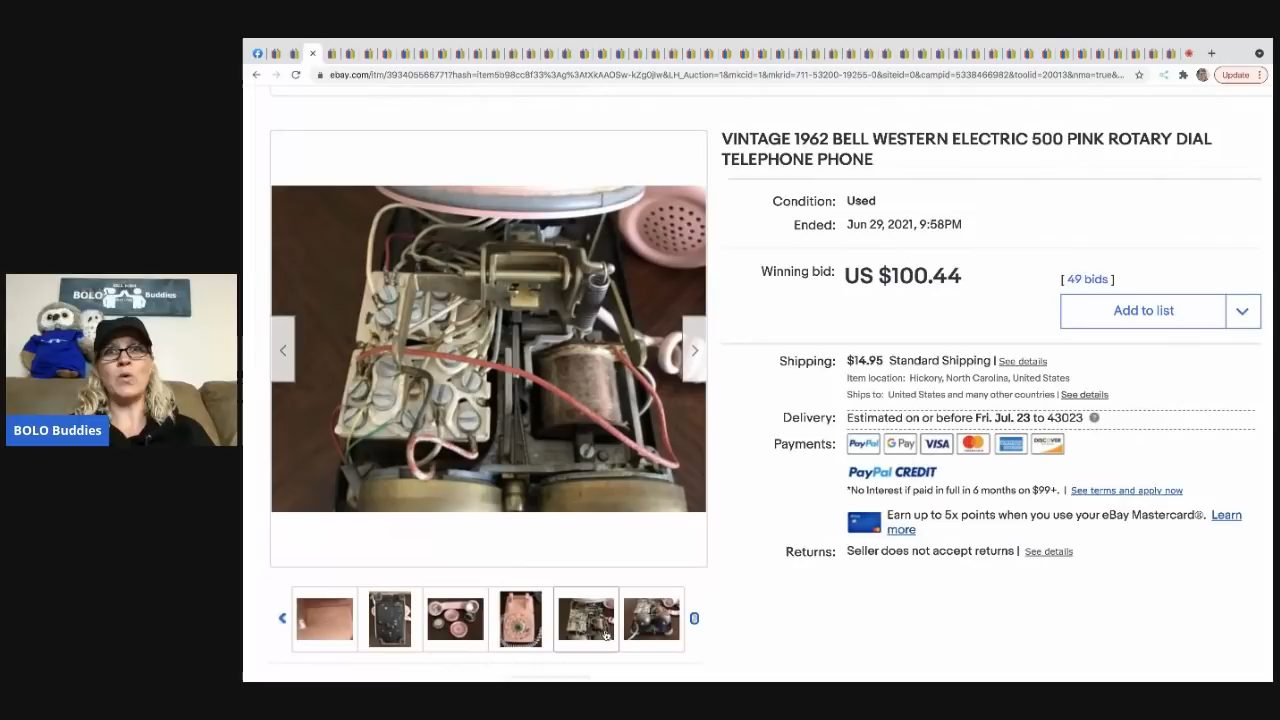 Update
ebay.com/itm/393405566771?hash=item5b98cc8f33%3Ag%3AtXkAAOSw-kZg0jlw&LH_Auction=1&mkcid=1&mkrid=711-53200-19255-0&siteid=0&campid=5338466982&toolid=20013&nma=true&...
VINTAGE 1962 BELL WESTERN ELECTRIC 500 PINK ROTARY DIAL
TELEPHONE PHONE
Condition: Used
Ended: Jun 29, 2021, 9:58PM
Winning bid: US $100.44 [ 49 bids ]
Add to list
Shipping: $14.95 Standard Shipping | See details
Item location: Hickory, North Carolina, United States
Ships to: United States and many other countries | See details
Delivery: Estimated on or before Fri. Jul. 23 to 43023
Payments: PayPal G Pay VISA DISCOVER
PayPal CREDIT
*No Interest if paid in full in 6 months on $99+. | See terms and apply now
Earn up to 5x points when you use your eBay Mastercard®. Learn
more
Returns: Seller does not accept returns | See details
BOLO Buddies
BOLO Buddies